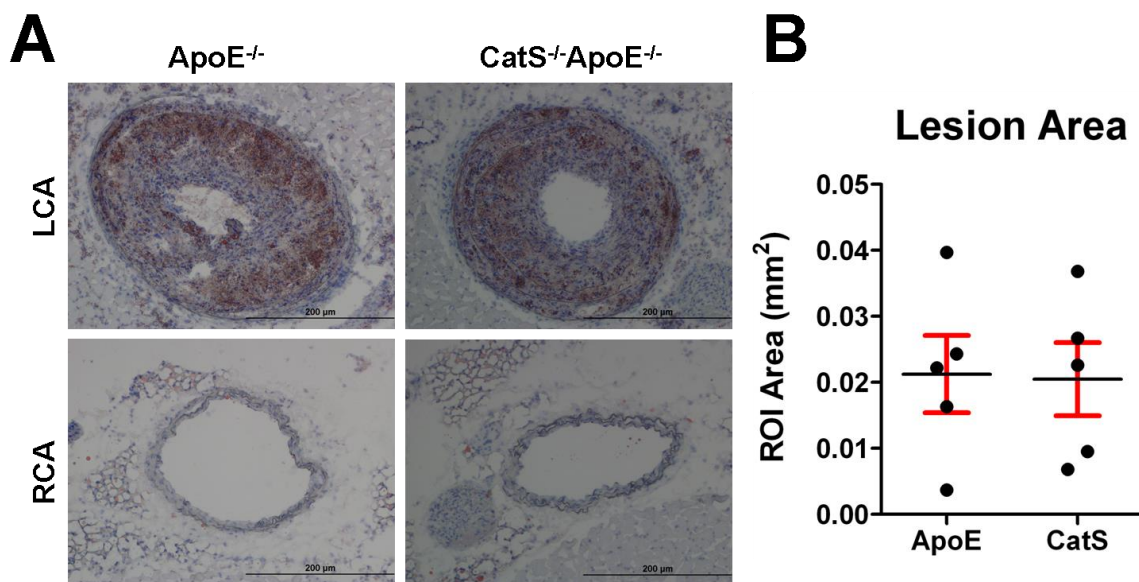 A
ApoE⁻/⁻
CatS⁻/⁻ApoE⁻/⁻
LCA
200 µm
200 µm
RCA
200 µm
200 µm
B
Lesion Area
ROI Area (mm²)
0.05
0.04
0.03
0.02
0.01
0.00
ApoE
CatS